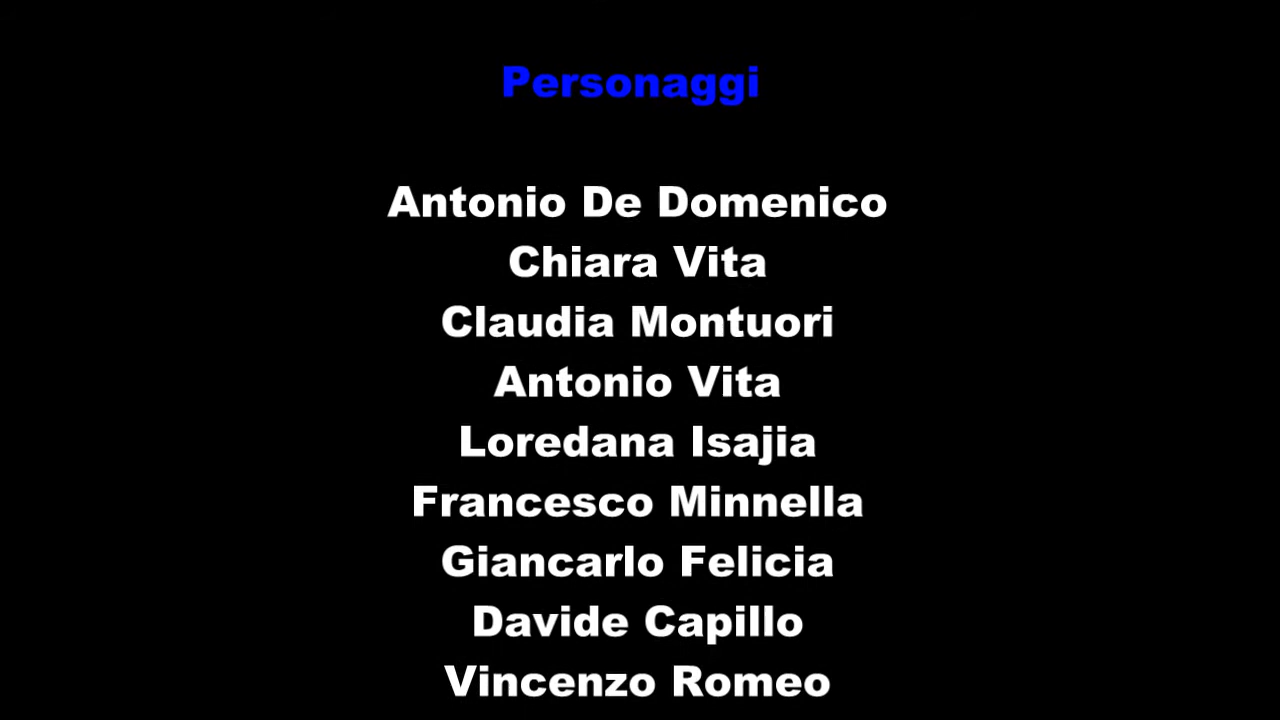 Personaggi
Antonio De Domenico
Chiara Vita
Claudia Montuori
Antonio Vita
Loredana Isajia
Francesco Minnella
Giancarlo Felicia
Davide Capillo
Vincenzo Romeo